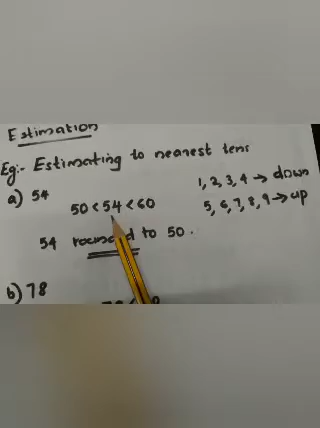 Estimation
Eg:- Estimating to nearest tens
a) 54
50 < 54 < 60
1, 2, 3, 4 → down
5, 6, 7, 8, 9 → up
54 rounded to 50.
b) 78